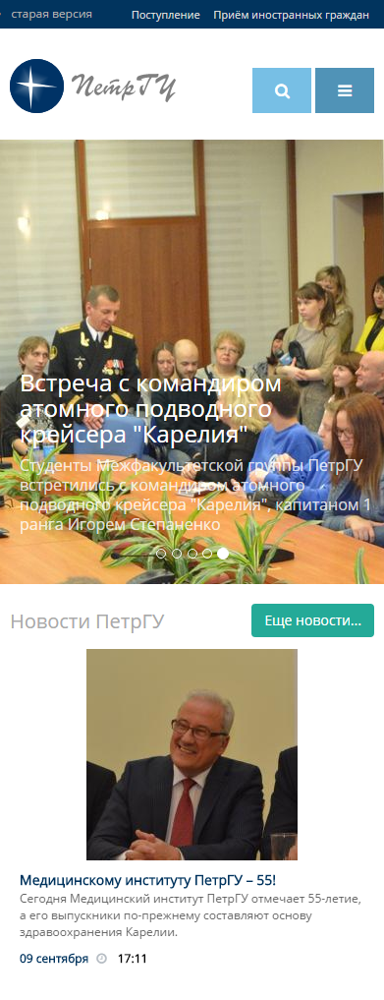 старая версия Поступление Приём иностранных граждан
ПетрГУ
Встреча с командиром
атомного подводного
крейсера "Карелия"
Студенты Межфакультетской группы ПетрГУ
встретились с командиром атомного
подводного крейсера "Карелия", капитаном 1
ранга Игорем Степаненко
Новости ПетрГУ
Еще новости...
Медицинскому институту ПетрГУ – 55!
Сегодня Медицинский институт ПетрГУ отмечает 55-летие,
а его выпускники по-прежнему составляют основу
здравоохранения Карелии.
09 сентября 17:11